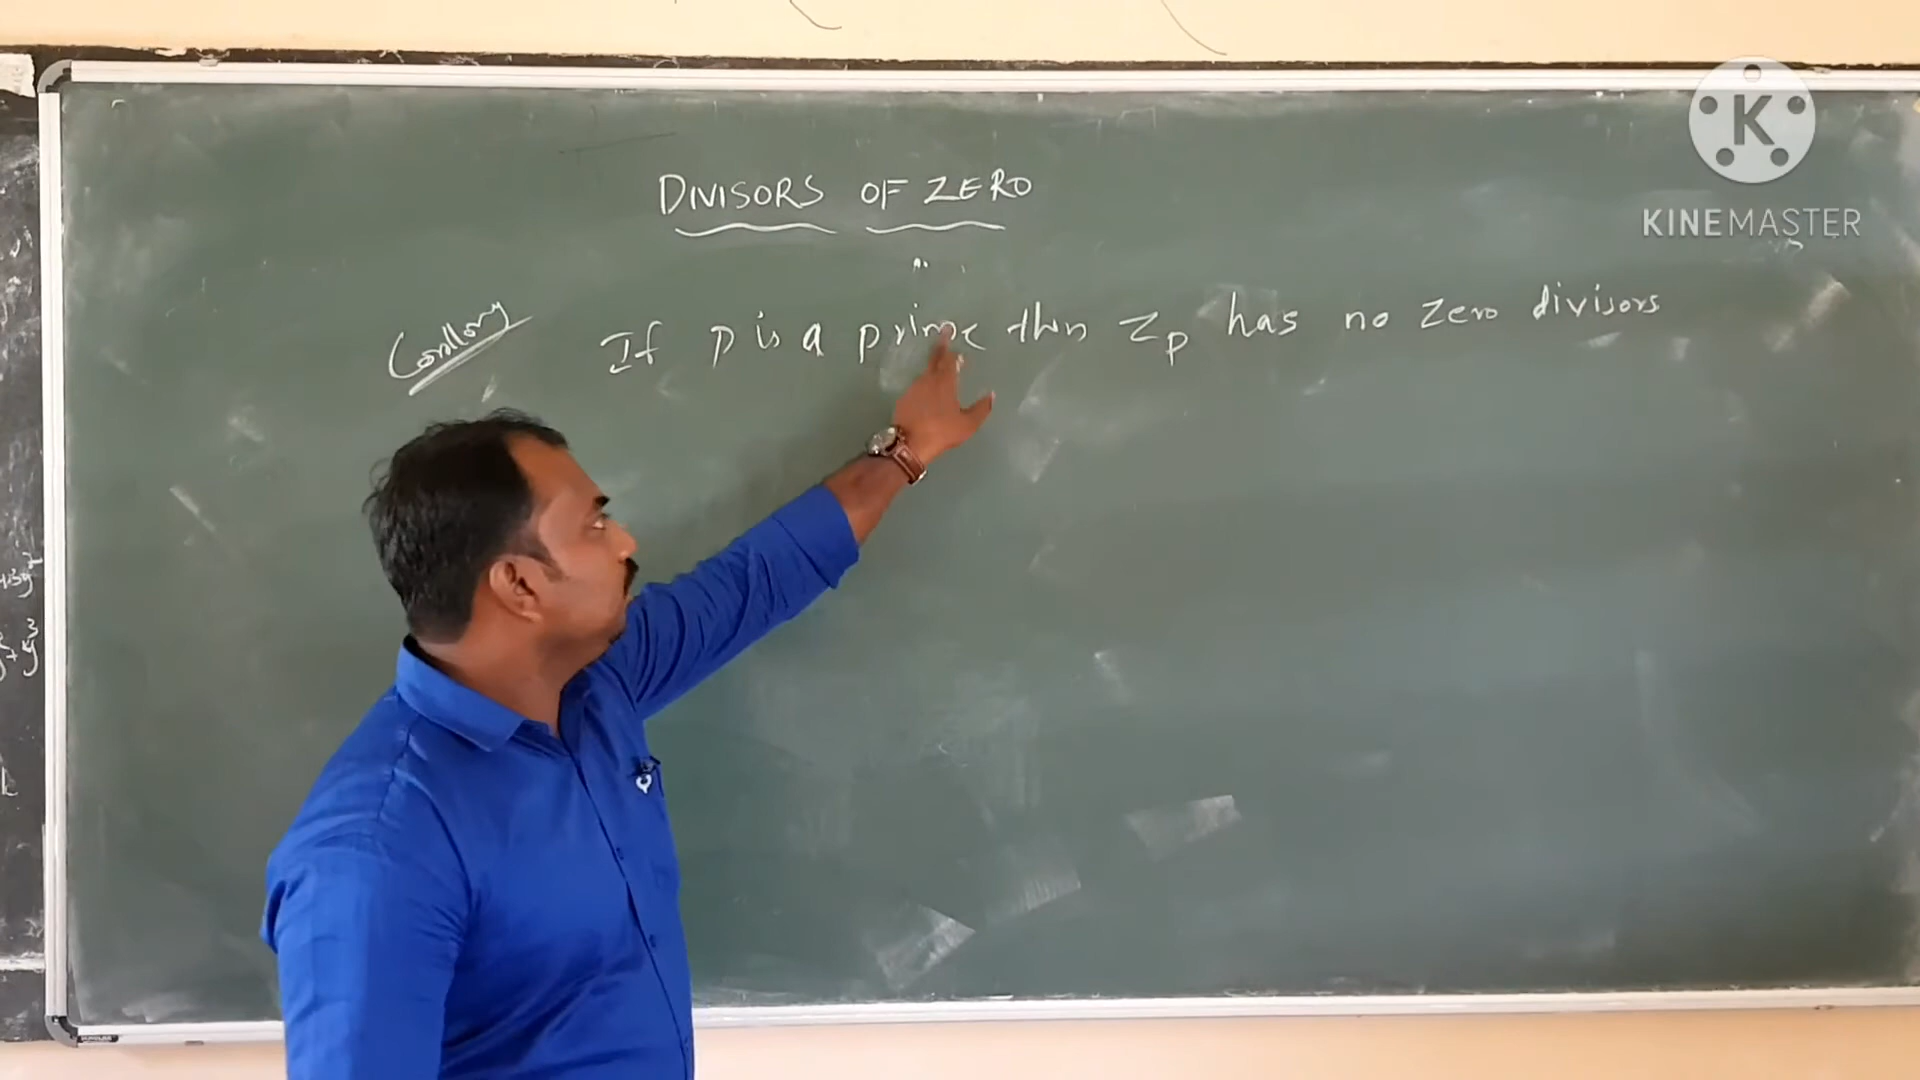 DIVISORS OF ZERO
Corollary If p is a prime then Zp has no zero divisors
K
KINEMASTER